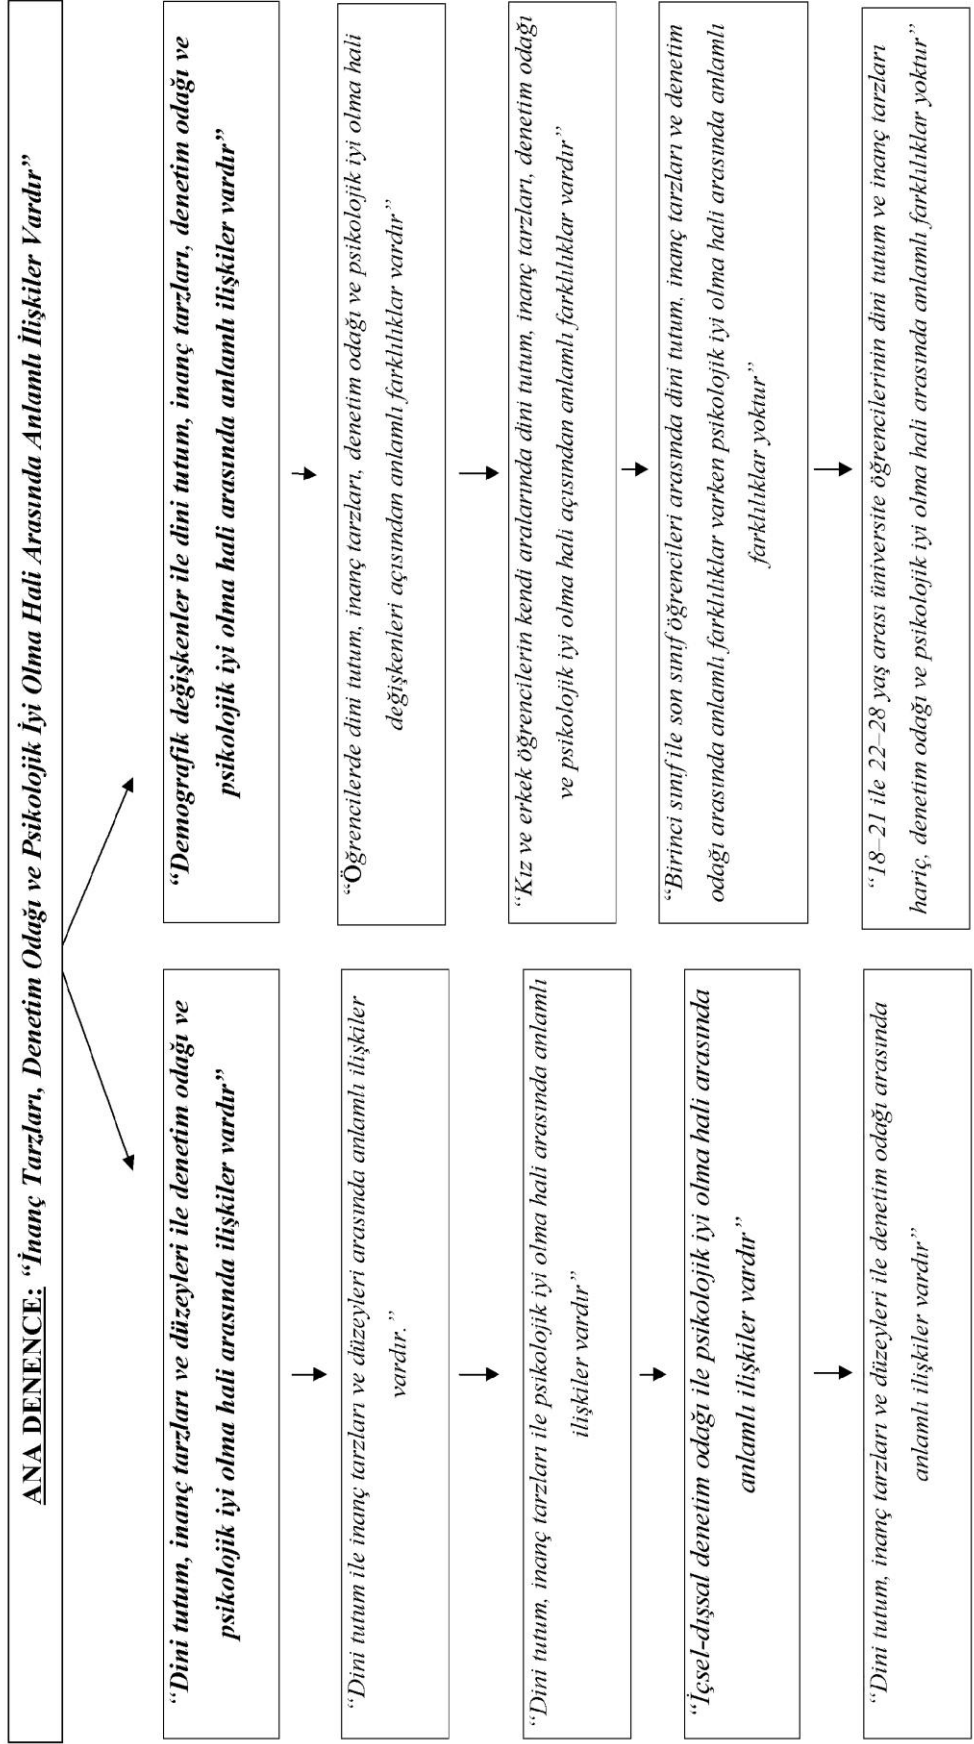 ANA DENENCE: “İnanç Tarzları, Denetim Odağı ve Psikolojik İyi Olma Hali Arasında Anlamlı İlişkiler Vardır”
“Dini tutum, inanç tarzları ve düzeyleri ile denetim odağı ve
psikolojik iyi olma hali arasında ilişkiler vardır”
“Dini tutum ile inanç tarzları ve düzeyleri arasında anlamlı ilişkiler
vardır.”
“Dini tutum, inanç tarzları ile psikolojik iyi olma hali arasında anlamlı
ilişkiler vardır”
“İçsel-dışsal denetim odağı ile psikolojik iyi olma hali arasında
anlamlı ilişkiler vardır”
“Dini tutum, inanç tarzları ve düzeyleri ile denetim odağı arasında
anlamlı ilişkiler vardır”
“Demografik değişkenler ile dini tutum, inanç tarzları, denetim odağı ve
psikolojik iyi olma hali arasında anlamlı ilişkiler vardır”
“Öğrencilerde dini tutum, inanç tarzları, denetim odağı ve psikolojik iyi olma hali
değişkenleri açısından anlamlı farklılıklar vardır”
“Kız ve erkek öğrencilerin kendi aralarında dini tutum, inanç tarzları, denetim odağı
ve psikolojik iyi olma hali açısından anlamlı farklılıklar vardır”
“Birinci sınıf ile son sınıf öğrencileri arasında dini tutum, inanç tarzları ve denetim
odağı arasında anlamlı farklılıklar varken psikolojik iyi olma hali arasında anlamlı
farklılıklar yoktur”
“18–21 ile 22–28 yaş arası üniversite öğrencilerinin dini tutum ve inanç tarzları
hariç, denetim odağı ve psikolojik iyi olma hali arasında anlamlı farklılıklar yoktur”